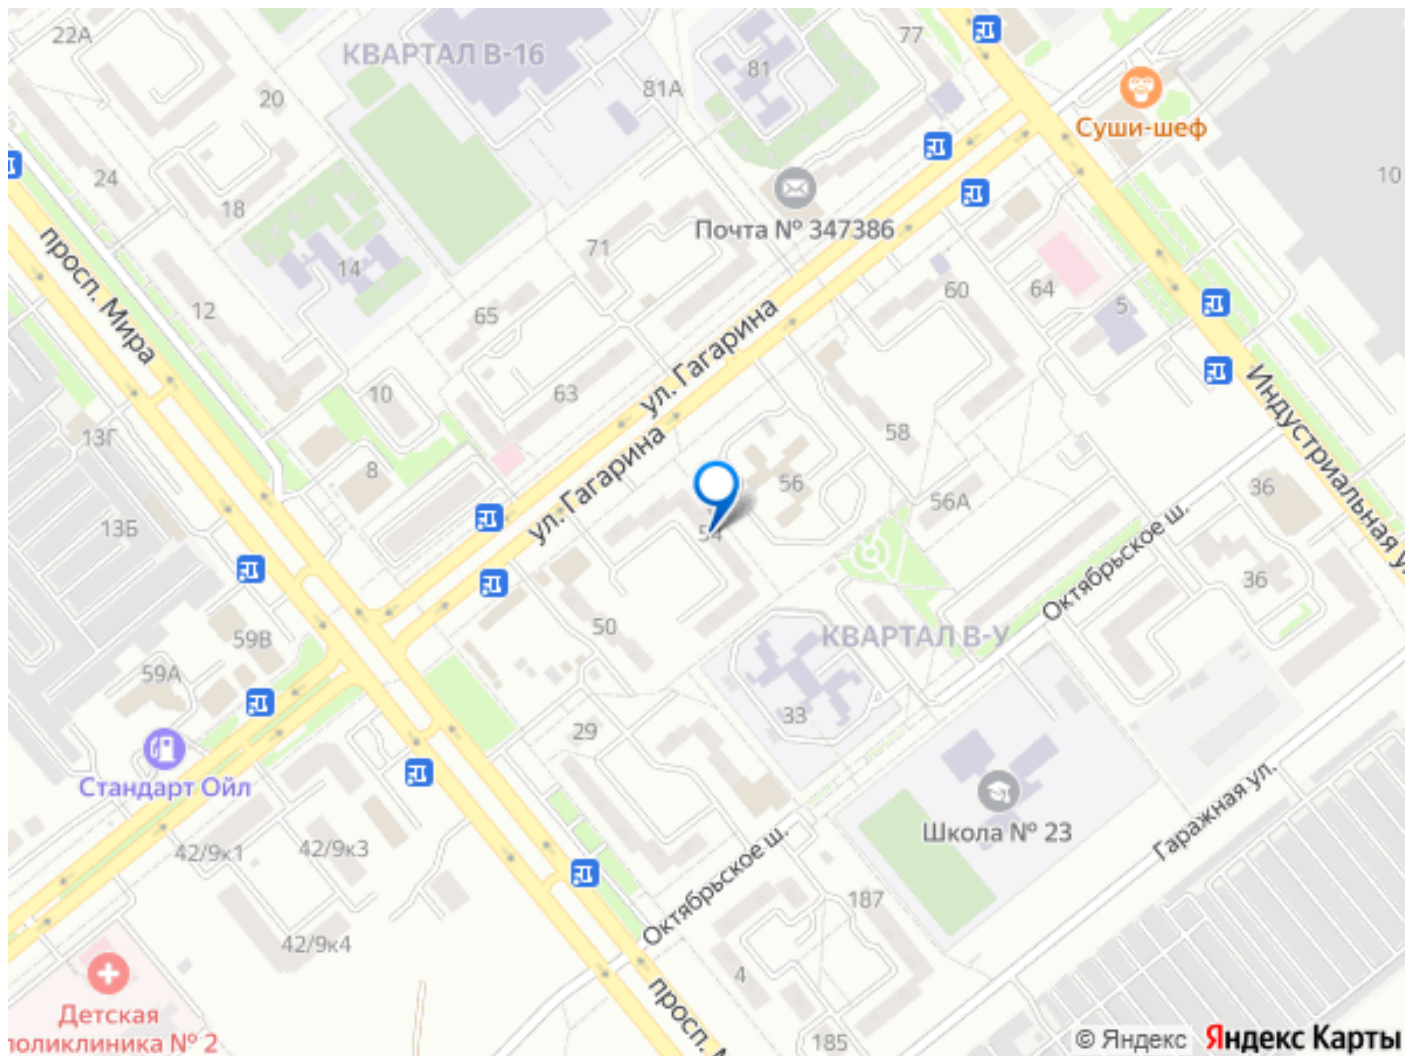 22А
КВАРТАЛ В-16
81
77
81А
20
Суши-шеф
24
10
18
Почта № 347386
просп. Мира
14
71
12
65
60
64
5
ул. Гагарина
10
63
Индустриальная у
13Г
8
58
ул. Гагарина
56
56А
36
13Б
54
Октябрьское ш.
36
59В
50
КВАРТАЛ В-У
59А
33
29
Стандарт Ойл
Школа № 23
Гаражная ул.
42/9к1
42/9к3
Октябрьское ш.
187
42/9к4
4
Детская
поликлиника № 2
просп. М
185
© Яндекс
Яндекс Карты